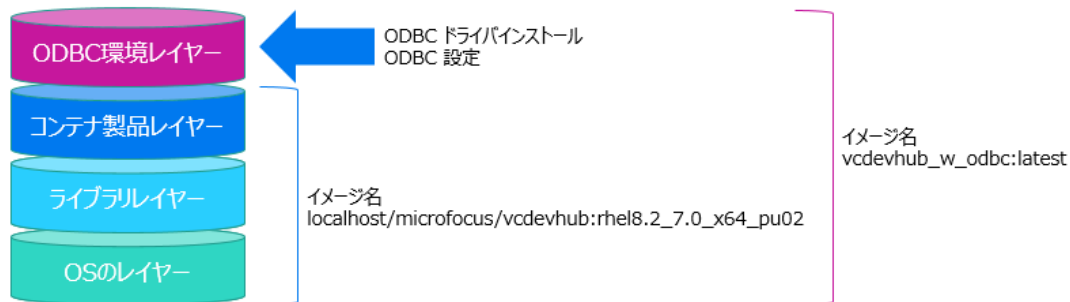 ODBC環境レイヤー
ODBC ドライバインストール
ODBC 設定
コンテナ製品レイヤー
イメージ名
vcdevhub_w_odbc:latest
ライブラリレイヤー
イメージ名
localhost/microfocus/vcdevhub:rhel8.2_7.0_x64_pu02
OSのレイヤー